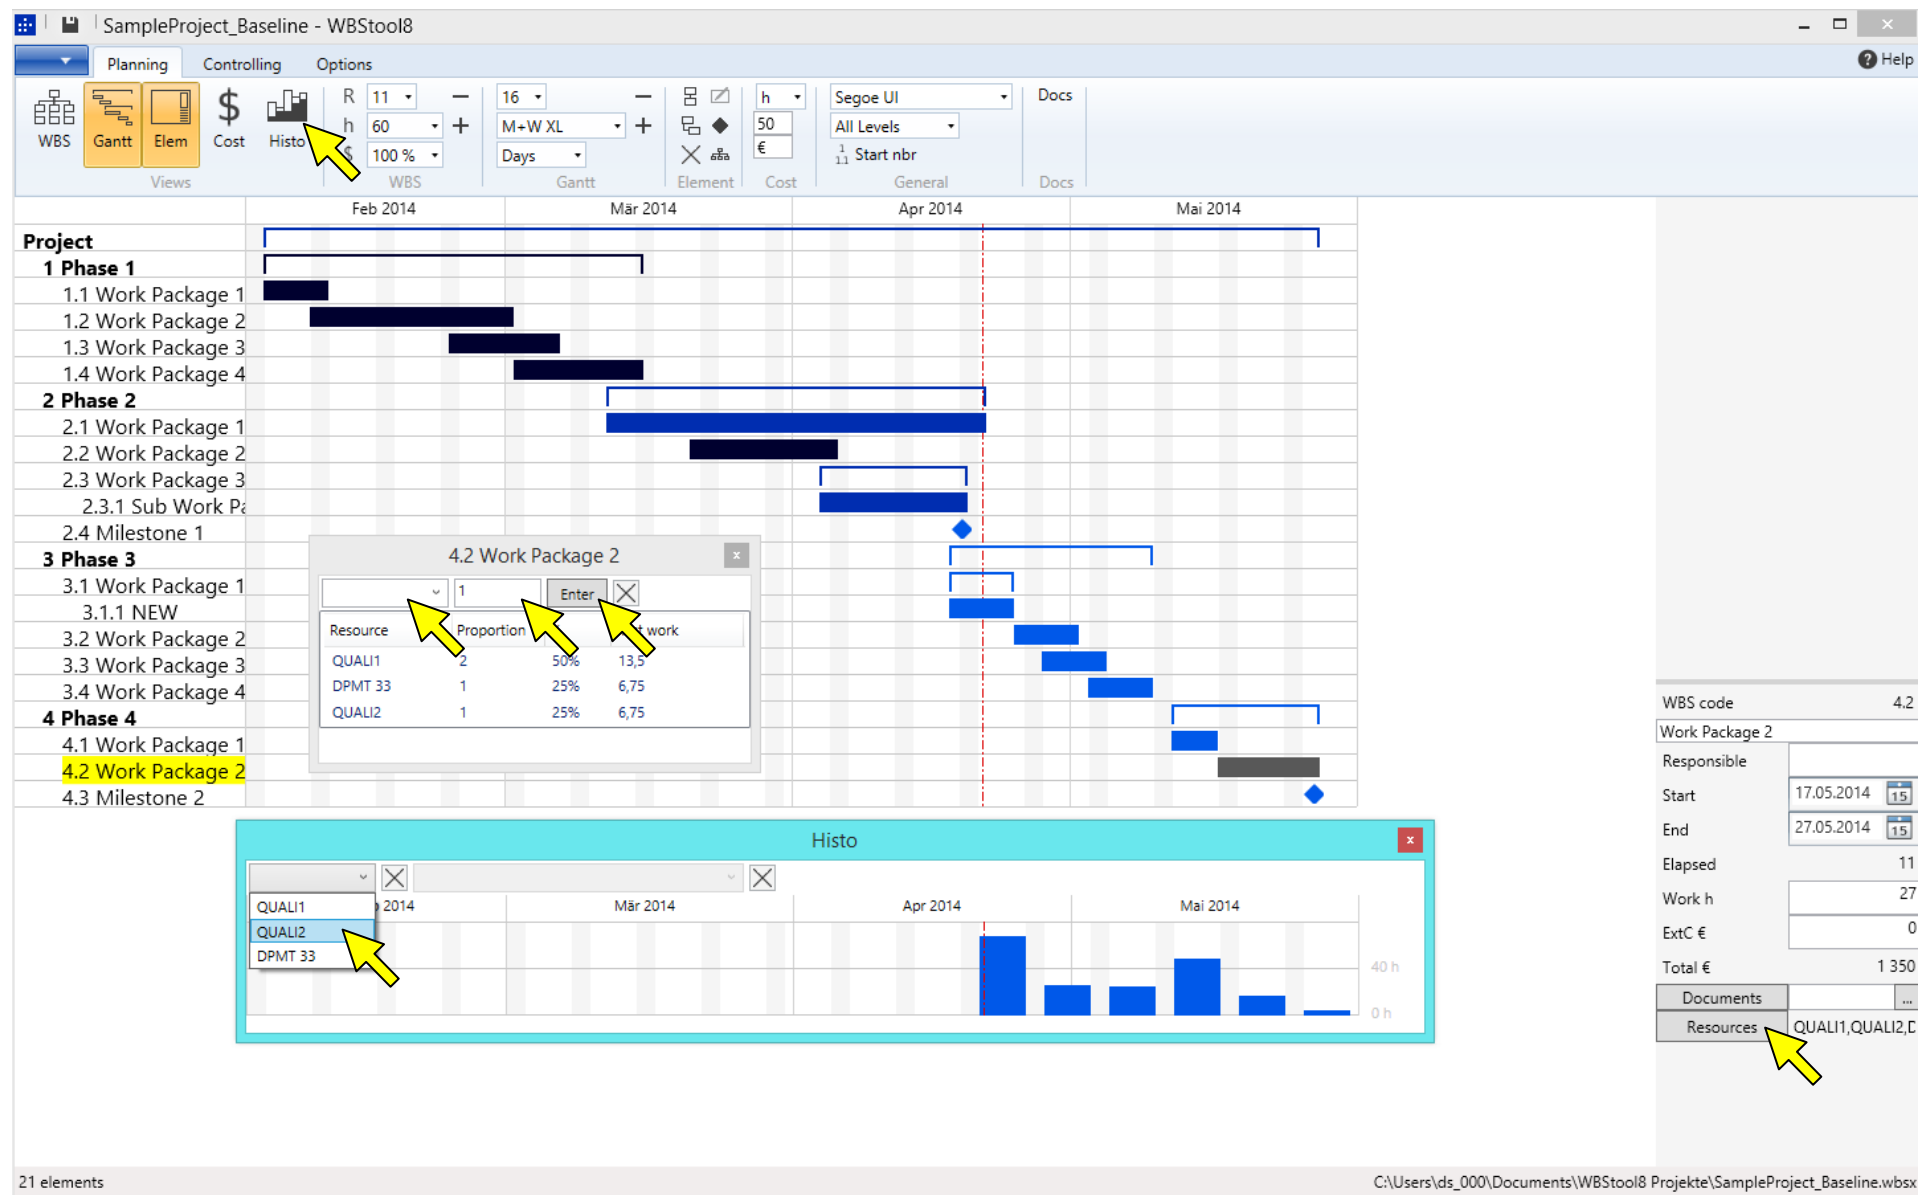 SampleProject_Baseline - WBStool8
Planning Controlling Options Help
R 11 16 h Segoe UI Docs
h 60 M+W XL 50 All Levels
$ 100 % Days € 1 1.1 Start nbr
WBS Gantt Elem Cost Histo
Views WBS Gantt Element Cost General Docs
Feb 2014 Mär 2014 Apr 2014 Mai 2014
Project
1 Phase 1
1.1 Work Package 1
1.2 Work Package 2
1.3 Work Package 3
1.4 Work Package 4
2 Phase 2
2.1 Work Package 1
2.2 Work Package 2
2.3 Work Package 3
2.3.1 Sub Work Pa
2.4 Milestone 1
3 Phase 3
3.1 Work Package 1
3.1.1 NEW
3.2 Work Package 2
3.3 Work Package 3
3.4 Work Package 4
4 Phase 4
4.1 Work Package 1
4.2 Work Package 2
4.3 Milestone 2
4.2 Work Package 2 x
1 Enter
Resource Proportion work
QUALI1 2 50% 13,5
DPMT 33 1 25% 6,75
QUALI2 1 25% 6,75
WBS code 4.2
Work Package 2
Responsible
Start 17.05.2014 15
End 27.05.2014 15
Elapsed 11
Work h 27
ExtC € 0
Total € 1 350
Documents ...
Resources QUALI1,QUALI2,D
Histo x
QUALI1
QUALI2
DPMT 33
2014 Mär 2014 Apr 2014 Mai 2014
40 h
0 h
21 elements
C:\Users\ds_000\Documents\WBStool8 Projekte\SampleProject_Baseline.wbsx